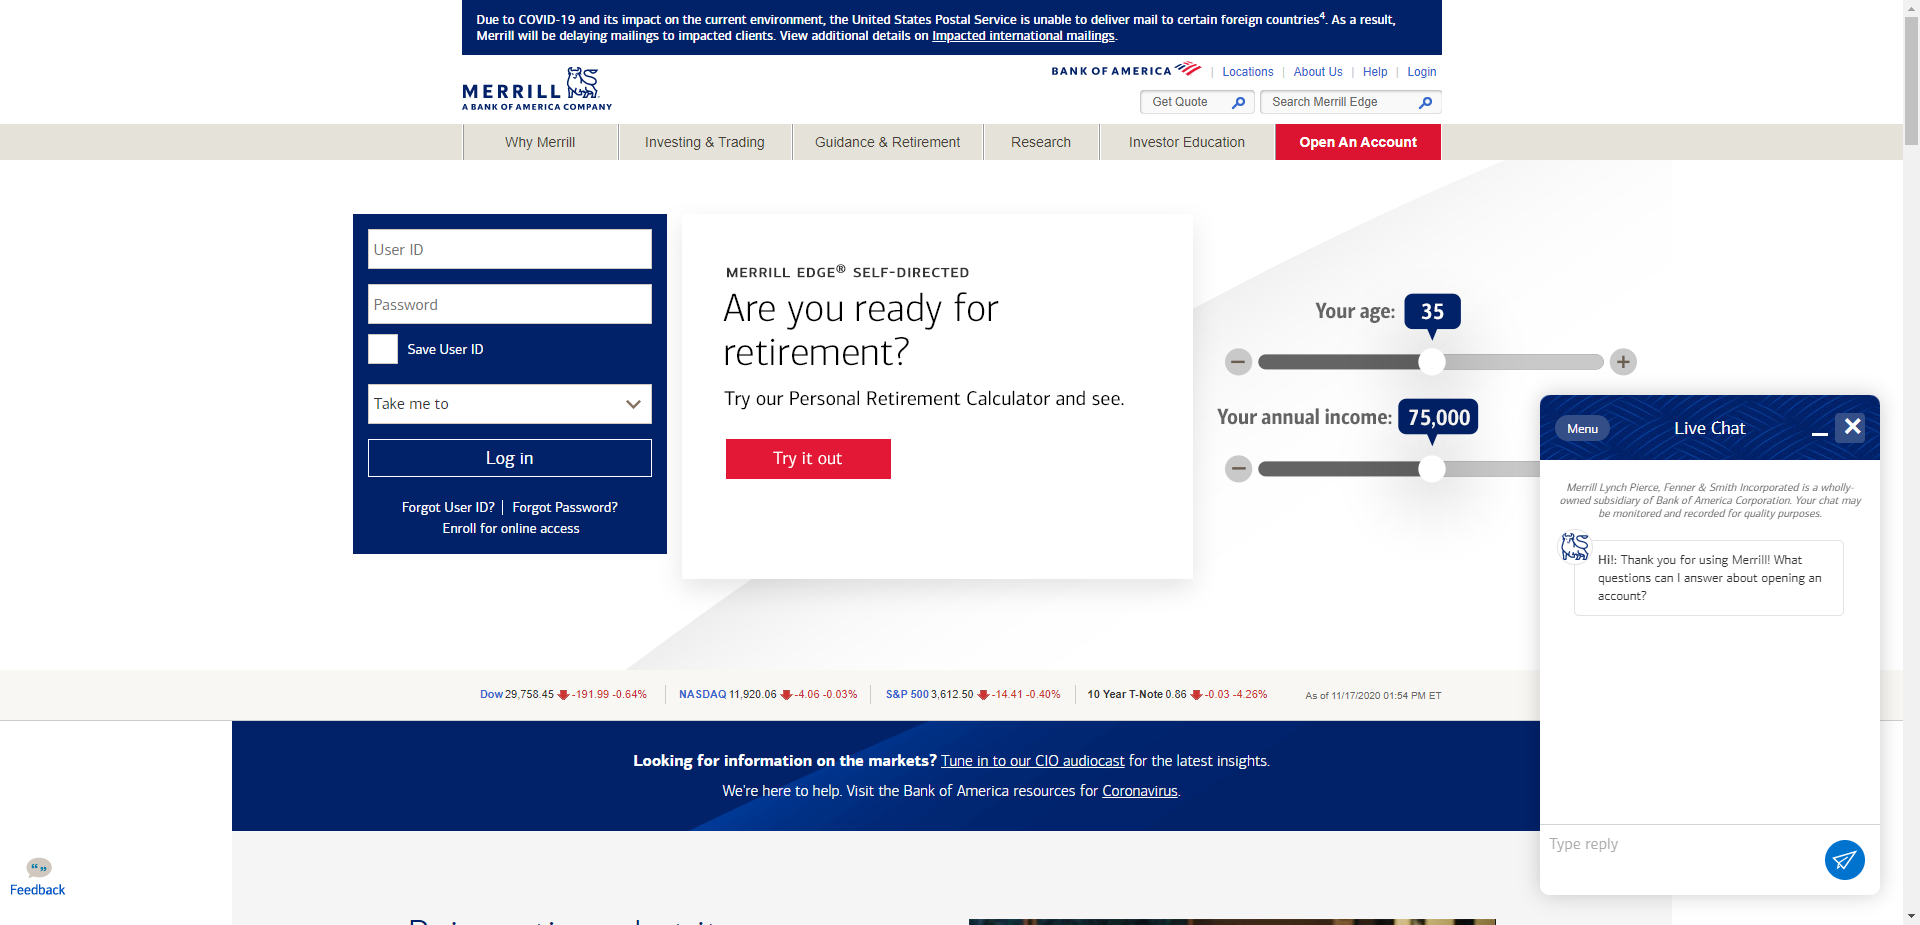 Due to COVID-19 and its impact on the current environment, the United States Postal Service is unable to deliver mail to certain foreign countries4. As a result,
Merrill will be delaying mailings to impacted clients. View additional details on Impacted international mailings.
MERRILL
A BANK OF AMERICA COMPANY
BANK OF AMERICA | Locations | About Us | Help | Login
Get Quote
Search Merrill Edge
Why Merrill
Investing & Trading
Guidance & Retirement
Research
Investor Education
Open An Account
User ID
Password
Save User ID
Take me to
Log in
Forgot User ID? | Forgot Password?
Enroll for online access
MERRILL EDGE® SELF-DIRECTED
Are you ready for
retirement?
Try our Personal Retirement Calculator and see.
Try it out
Your age: 35
Your annual income: 75,000
Menu
Live Chat
Merrill Lynch Pierce, Fenner & Smith Incorporated is a wholly-
owned subsidiary of Bank of America Corporation. Your chat may
be monitored and recorded for quality purposes.
Hi!: Thank you for using Merrill! What
questions can I answer about opening an
account?
Type reply
Dow 29,758.45 -191.99 -0.64%
NASDAQ 11,920.06 -4.06 -0.03%
S&P 500 3,612.50 -14.41 -0.40%
10 Year T-Note 0.86 -0.03 -4.26%
As of 11/17/2020 01:54 PM ET
Looking for information on the markets? Tune in to our CIO audiocast for the latest insights.
We're here to help. Visit the Bank of America resources for Coronavirus.
Feedback